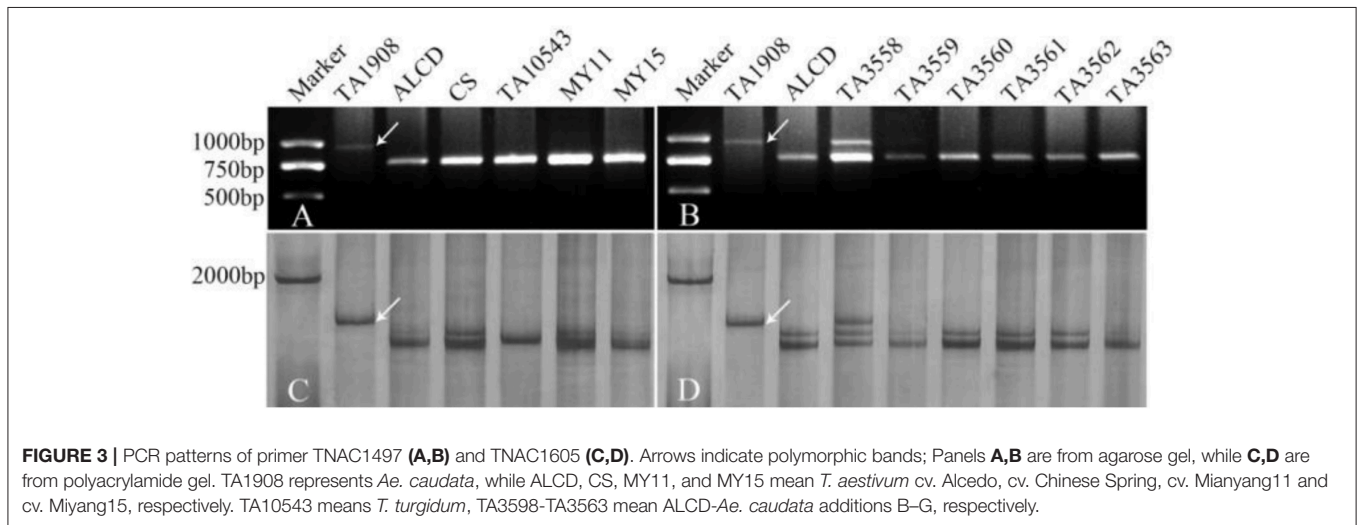 Marker TA1908 ALCD CS TA10543 MY11 MY15 Marker TA1908 ALCD TA3558 TA3559 TA3560 TA3561 TA3562 TA3563
1000bp
750bp
500bp
A B
2000bp
C D
FIGURE 3 | PCR patterns of primer TNAC1497 (A,B) and TNAC1605 (C,D). Arrows indicate polymorphic bands; Panels A,B are from agarose gel, while C,D are
from polyacrylamide gel. TA1908 represents Ae. caudata, while ALCD, CS, MY11, and MY15 mean T. aestivum cv. Alcedo, cv. Chinese Spring, cv. Mianyang11 and
cv. Miyang15, respectively. TA10543 means T. turgidum, TA3598-TA3563 mean ALCD-Ae. caudata additions B–G, respectively.